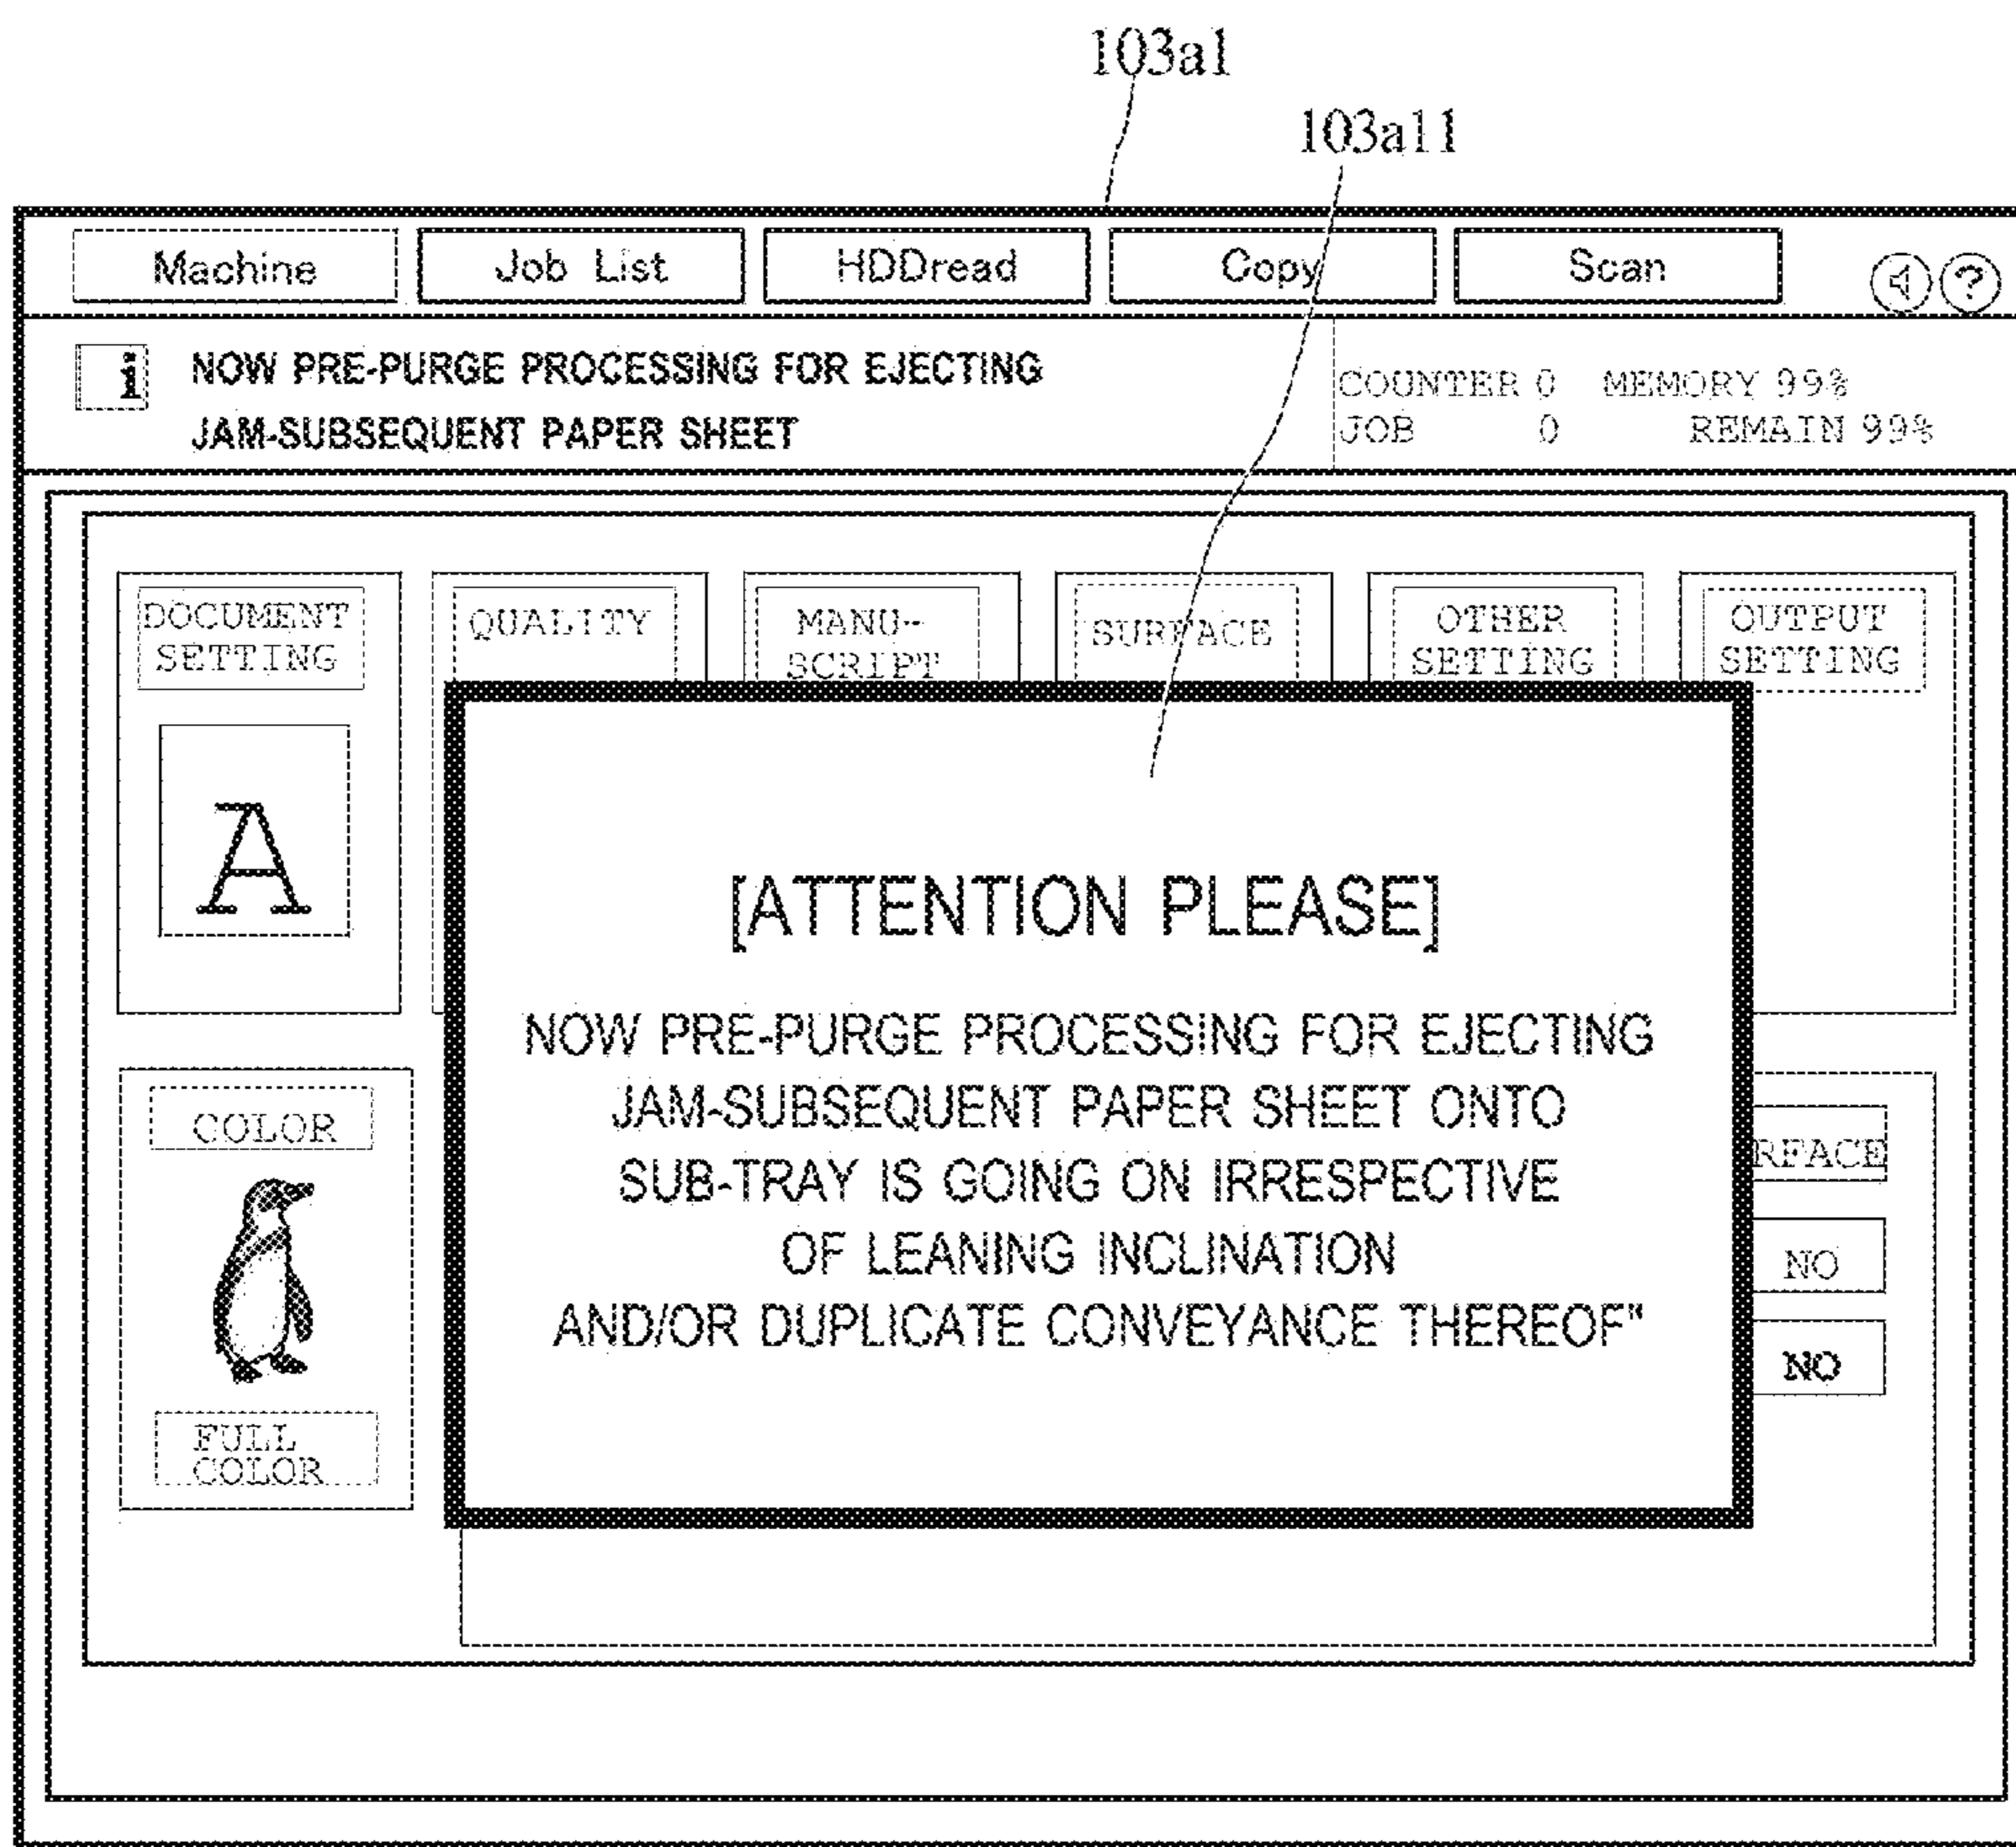 103a1
103a11
Machine
Job List
HDDread
Copy
Scan
?
i
NOW PRE-PURGE PROCESSING FOR EJECTING
JAM-SUBSEQUENT PAPER SHEET
COUNTER 0 MEMORY 99%
JOB 0 REMAIN 99%
DOCUMENT
SETTING
QUALITY
MANU-
SCRIPT
SURFACE
OTHER
SETTING
OUTPUT
SETTING
A
[ATTENTION PLEASE]
NOW PRE-PURGE PROCESSING FOR EJECTING
JAM-SUBSEQUENT PAPER SHEET ONTO
SUB-TRAY IS GOING ON IRRESPECTIVE
OF LEANING INCLINATION
AND/OR DUPLICATE CONVEYANCE THEREOF"
COLOR
FULL
COLOR
RFACE
NO
NO